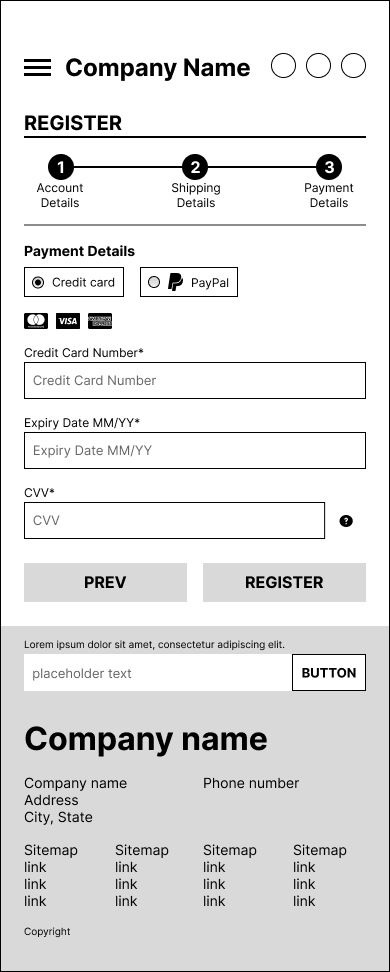 Company Name
REGISTER
1 2 3
Account Details Shipping Details Payment Details
Payment Details
Credit card PayPal
VISA AMERICAN EXPRESS
Credit Card Number*
Credit Card Number
Expiry Date MM/YY*
Expiry Date MM/YY
CVV*
CVV ?
PREV REGISTER
Lorem ipsum dolor sit amet, consectetur adipiscing elit.
placeholder text BUTTON
Company name
Company name Phone number
Address
City, State
Sitemap Sitemap Sitemap Sitemap
link link link link
link link link link
link link link link
Copyright